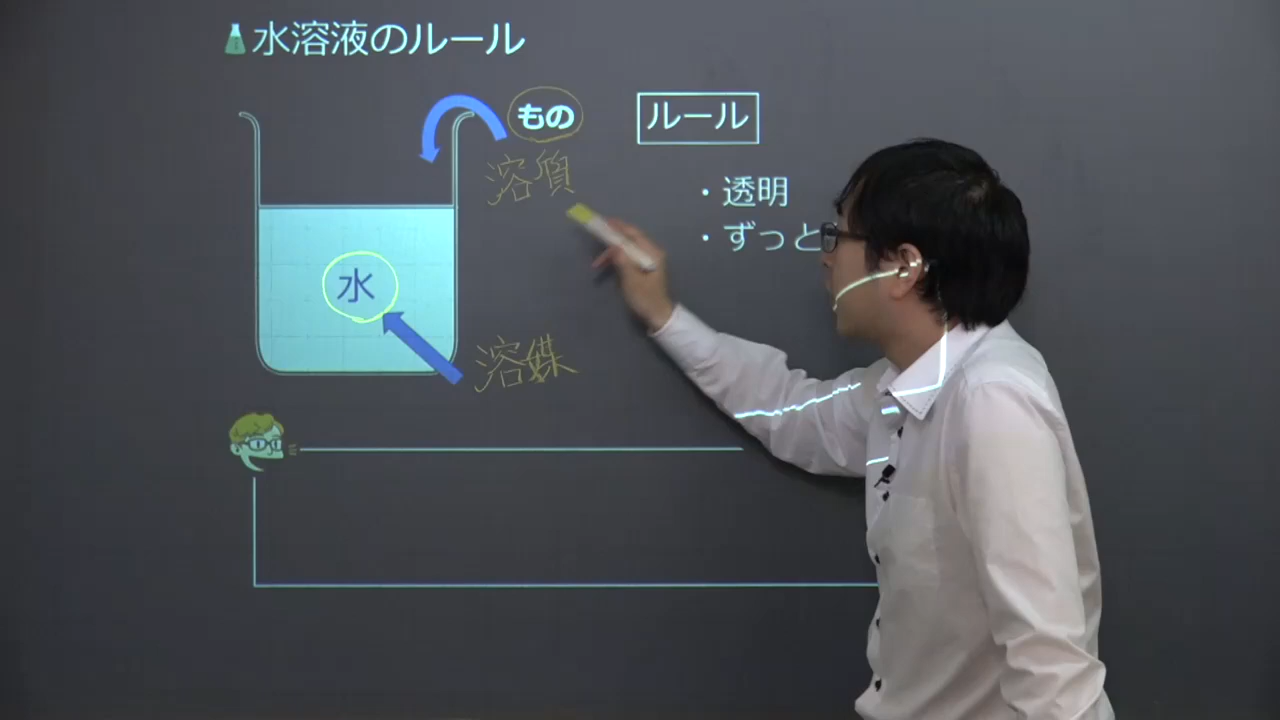 水溶液のルール
もの
溶質
ルール
・透明
・ずっと
水
溶媒